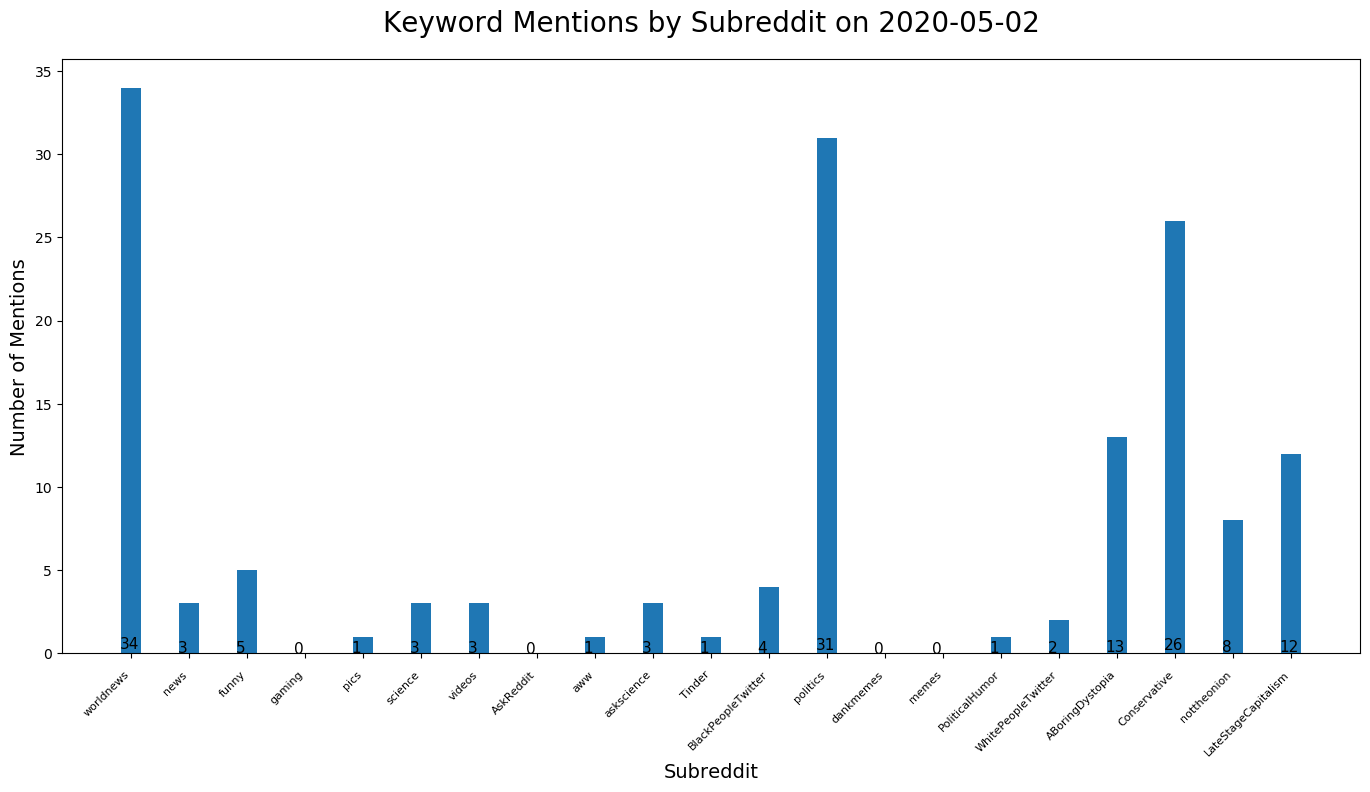 Keyword Mentions by Subreddit on 2020-05-02
Number of Mentions
35
30
25
20
15
10
5
0
34 3 5 0 1 3 3 0 1 3 1 4 31 0 0 1 2 13 26 8 12
worldnews
news
funny
gaming
pics
science
videos
AskReddit
aww
askscience
Tinder
BlackPeopleTwitter
politics
dankmemes
memes
PoliticalHumor
WhitePeopleTwitter
ABoringDystopia
Conservative
nottheonion
LateStageCapitalism
Subreddit